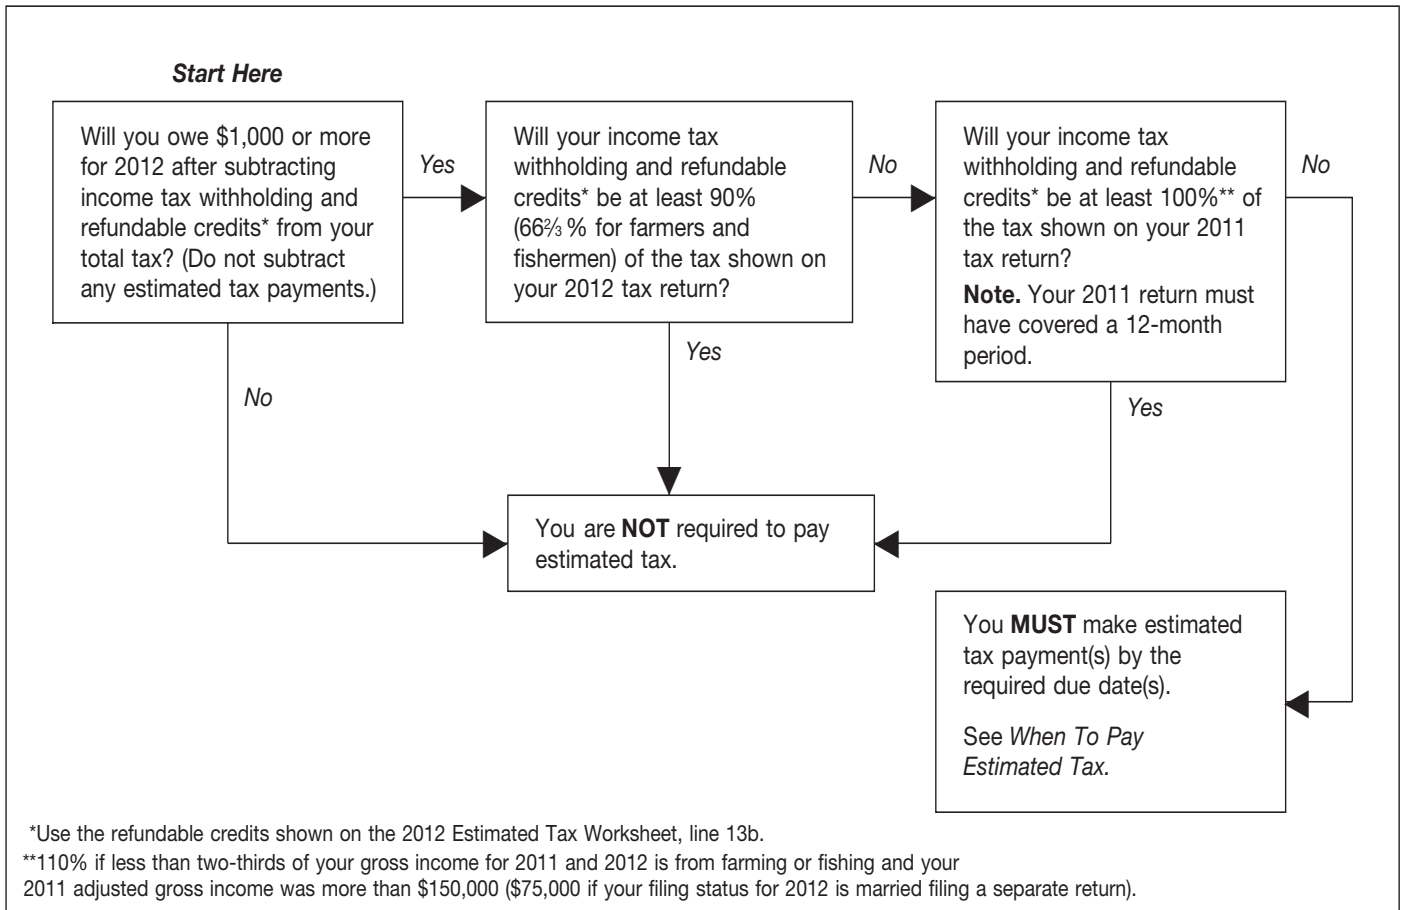 Start Here
Will you owe $1,000 or more
for 2012 after subtracting
income tax withholding and
refundable credits* from your
total tax? (Do not subtract
any estimated tax payments.)
Yes
No
Will your income tax
withholding and refundable
credits* be at least 90%
(66⅔ % for farmers and
fishermen) of the tax shown on
your 2012 tax return?
No
Yes
Will your income tax
withholding and refundable
credits* be at least 100%** of
the tax shown on your 2011
tax return?
Note. Your 2011 return must
have covered a 12-month
period.
No
Yes
You are NOT required to pay
estimated tax.
You MUST make estimated
tax payment(s) by the
required due date(s).
See When To Pay
Estimated Tax.
*Use the refundable credits shown on the 2012 Estimated Tax Worksheet, line 13b.
**110% if less than two-thirds of your gross income for 2011 and 2012 is from farming or fishing and your
2011 adjusted gross income was more than $150,000 ($75,000 if your filing status for 2012 is married filing a separate return).